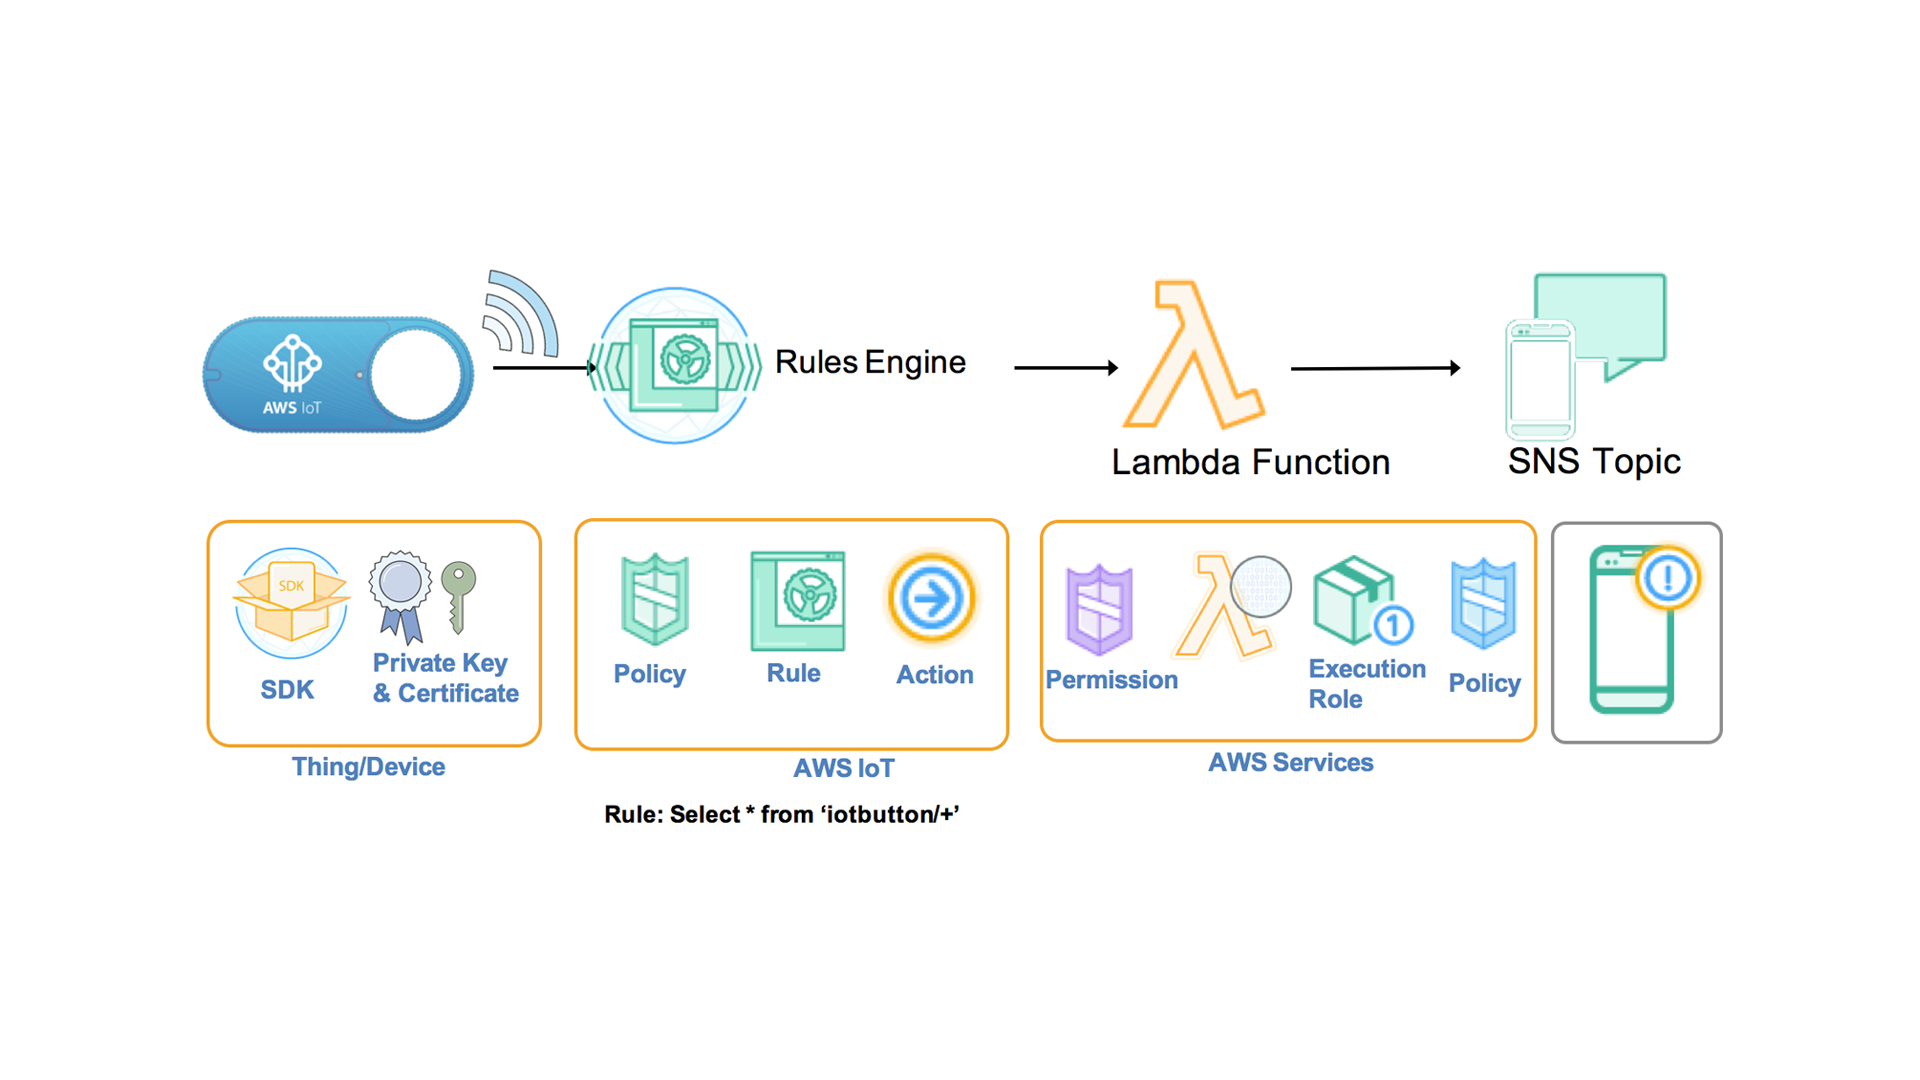 AWS IoT
Rules Engine
Lambda Function
SNS Topic
SDK
SDK
Private Key
& Certificate
Thing/Device
Policy
Rule
Action
AWS IoT
Rule: Select * from ‘iotbutton/+’
Permission
Execution
Role
1
Policy
AWS Services
!